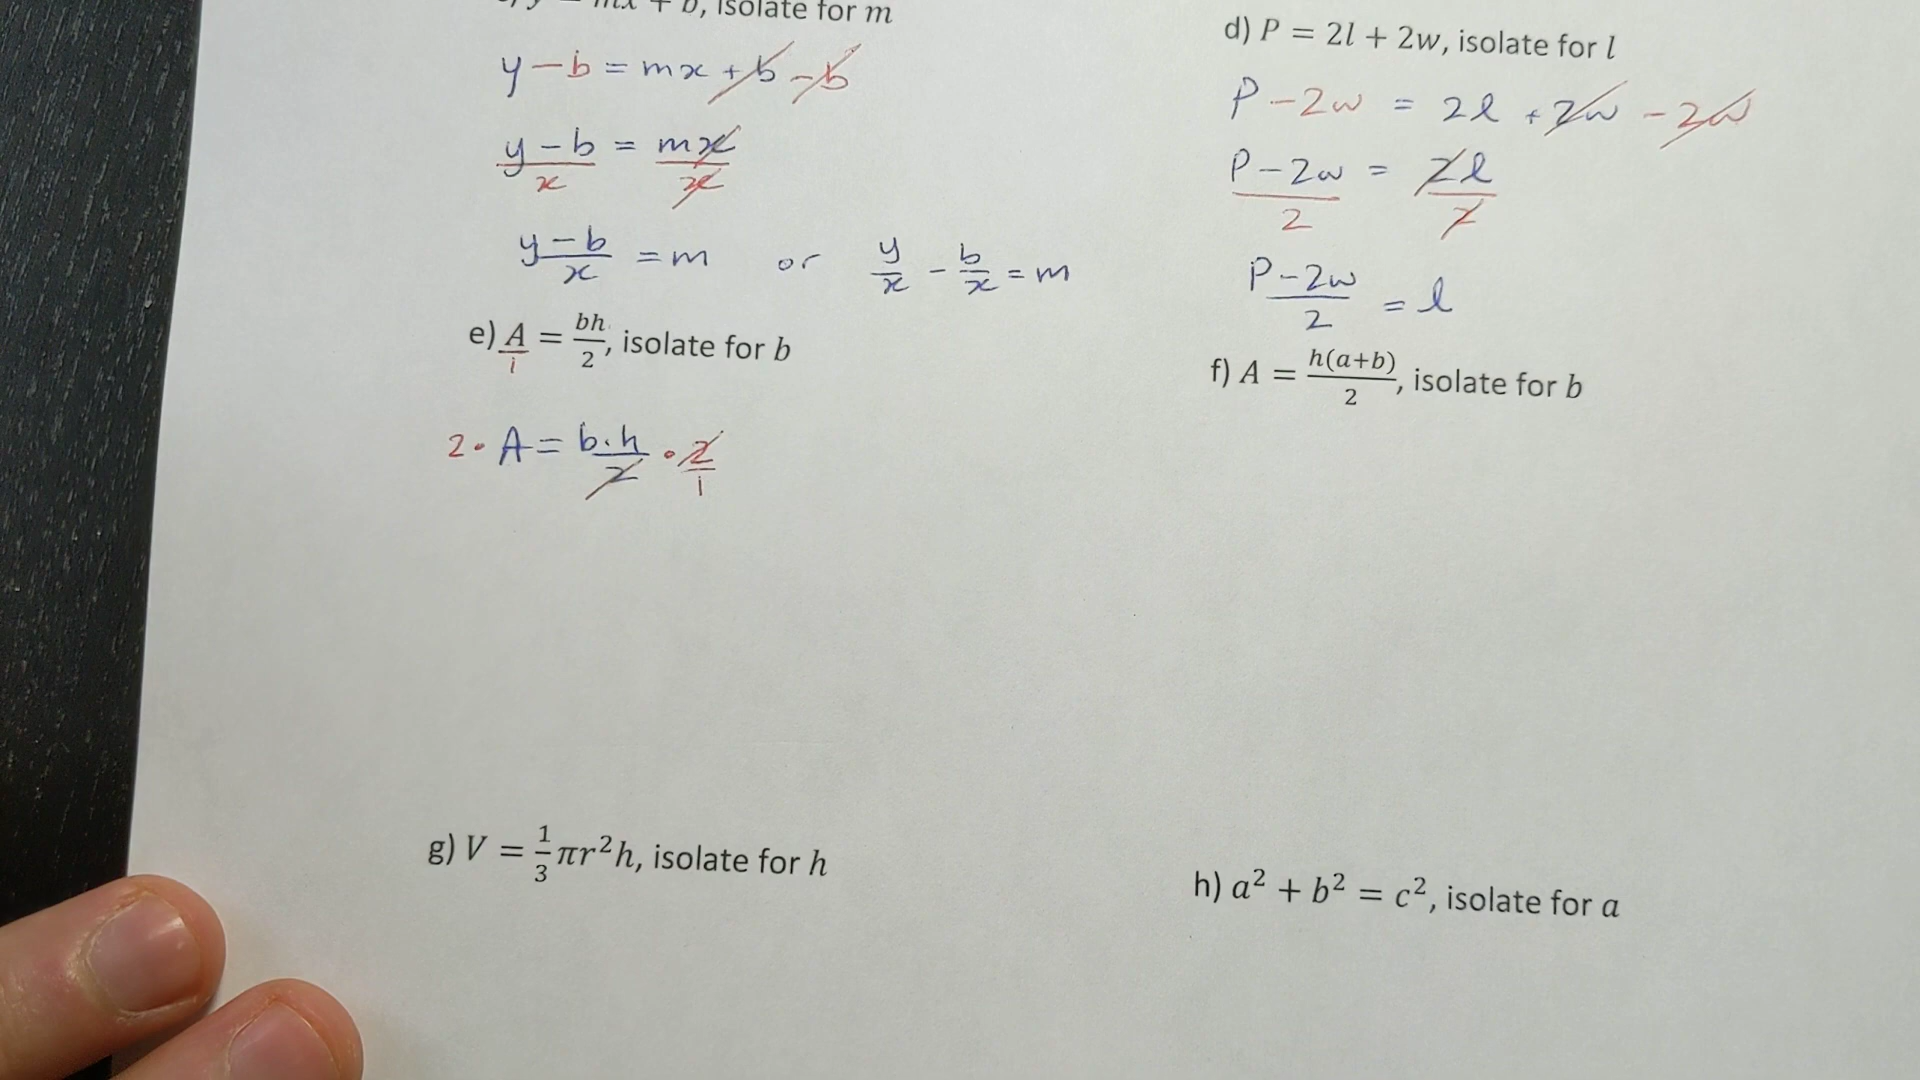 y = mx + b, isolate for m
y - b = mx + b - b
y - b = mx
x x
y - b = m or y - b = m
x x x
e) A = bh, isolate for b
1 2
2 · A = b·h · 2
2 1
d) P = 2l + 2w, isolate for l
P - 2w = 2l + 2w - 2w
P - 2w = 2l
2 2
P - 2w = l
2
f) A = h(a+b), isolate for b
2
g) V = 1/3 πr²h, isolate for h
h) a² + b² = c², isolate for a